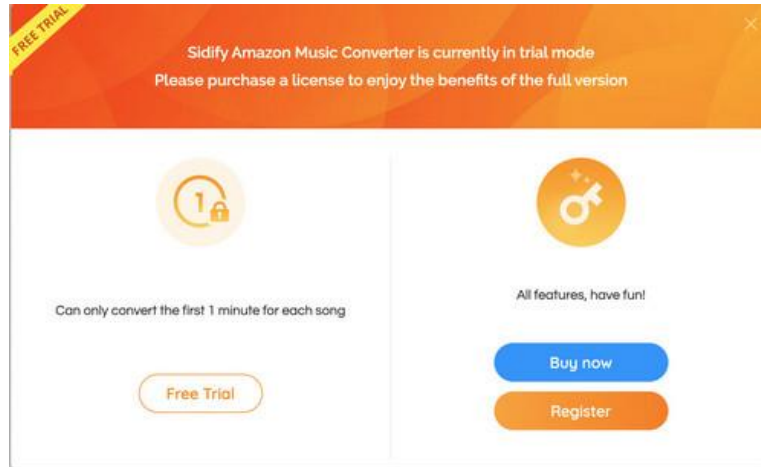 FREE TRIAL
Sidify Amazon Music Converter is currently in trial mode
Please purchase a license to enjoy the benefits of the full version
1
Can only convert the first 1 minute for each song
Free Trial
All features, have fun!
Buy now
Register